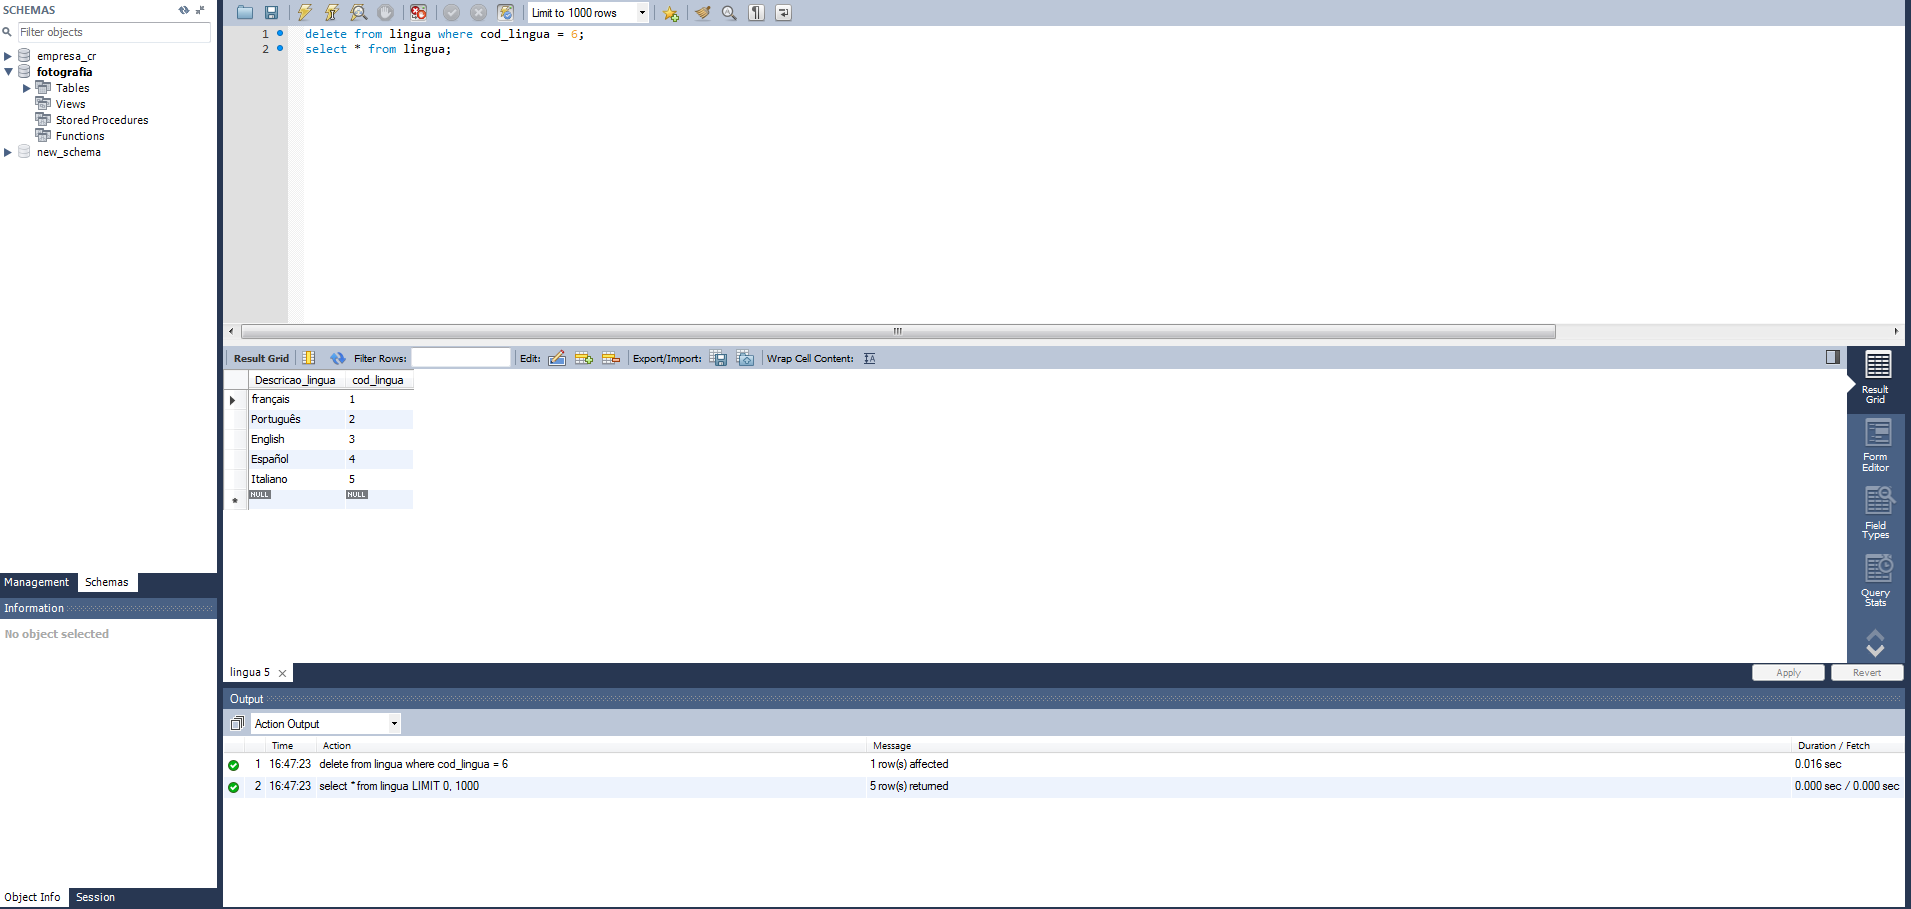 SCHEMAS
Filter objects
empresa_cr
fotografia
Tables
Views
Stored Procedures
Functions
new_schema
Management Schemas
Information
No object selected
Object Info Session
Limit to 1000 rows
1 delete from lingua where cod_lingua = 6;
2 select * from lingua;
Result Grid Filter Rows: Edit: Export/Import: Wrap Cell Content:
Descricao_lingua cod_lingua
français 1
Português 2
English 3
Español 4
Italiano 5
NULL NULL
Result
Grid
Form
Editor
Field
Types
Query
Stats
lingua 5
Apply Revert
Output
Action Output
Time Action Message Duration / Fetch
1 16:47:23 delete from lingua where cod_lingua = 6 1 row(s) affected 0.016 sec
2 16:47:23 select * from lingua LIMIT 0, 1000 5 row(s) returned 0.000 sec / 0.000 sec